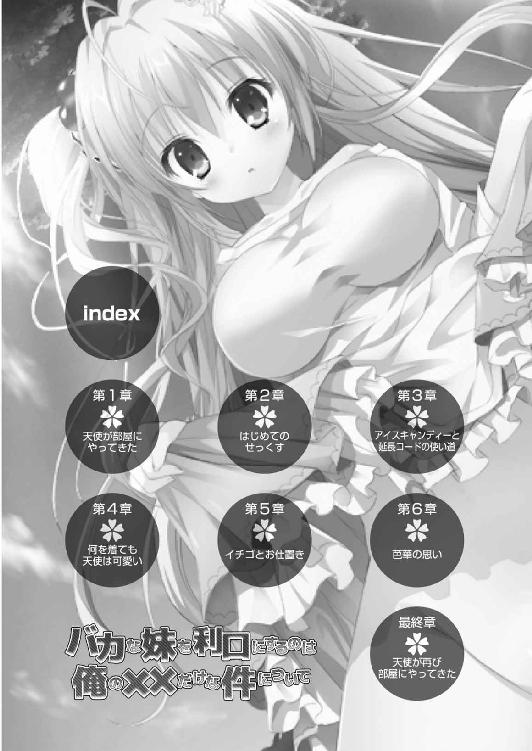 index
第1章
天使が部屋に
やってきた
第2章
はじめての
せっくす
第3章
アイスキャンディーと
延長コードの使い道
第4章
何を着ても
天使は可愛い
第5章
イチゴとお仕置き
第6章
芭華の思い
最終章
天使が再び
部屋にやってきた
バカな妹を利口にするのは
俺の××だけな件について